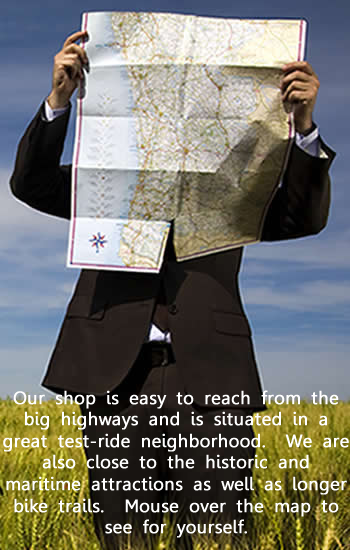 Our shop is easy to reach from the
big highways and is situated in a
great test-ride neighborhood. We are
also close to the historic and
maritime attractions as well as longer
bike trails. Mouse over the map to
see for yourself.